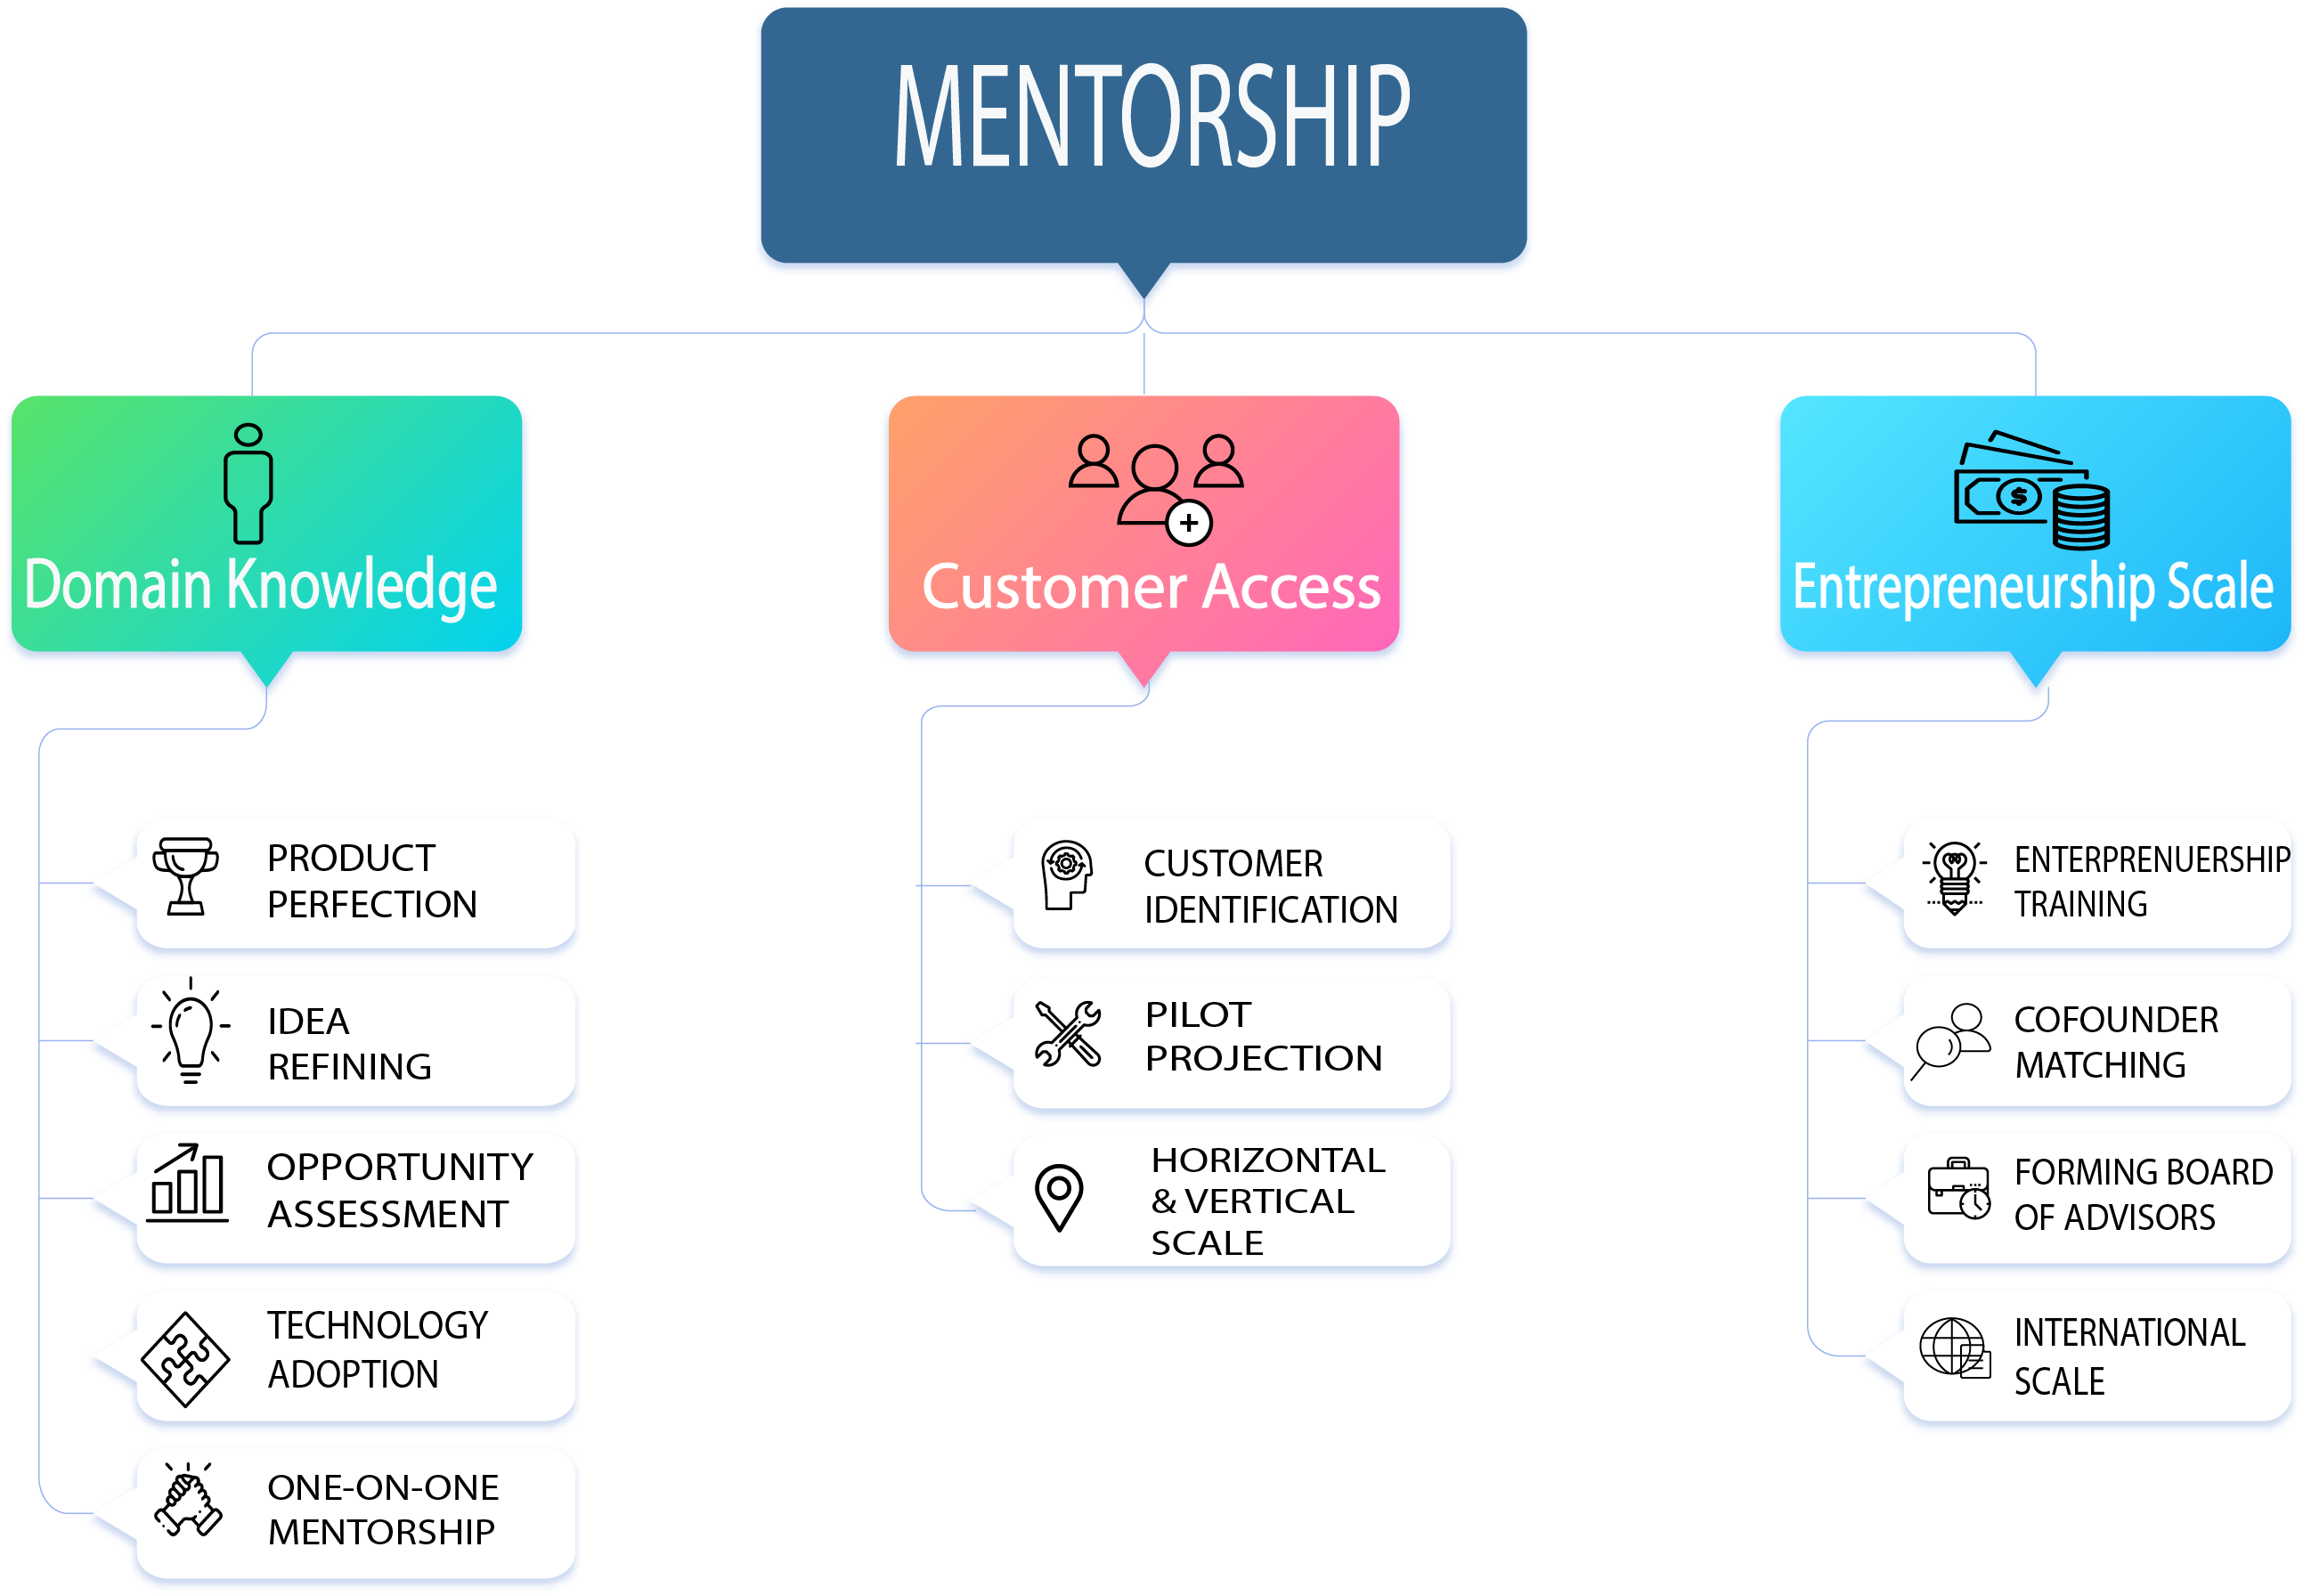 MENTORSHIP
Domain Knowledge
Customer Access
Entrepreneurship Scale
PRODUCT
PERFECTION
IDEA
REFINING
OPPORTUNITY
ASSESSMENT
TECHNOLOGY
ADOPTION
ONE-ON-ONE
MENTORSHIP
CUSTOMER
IDENTIFICATION
PILOT
PROJECTION
HORIZONTAL
& VERTICAL
SCALE
ENTERPRENUERSHIP
TRAINING
COFOUNDER
MATCHING
FORMING BOARD
OF ADVISORS
INTERNATIONAL
SCALE